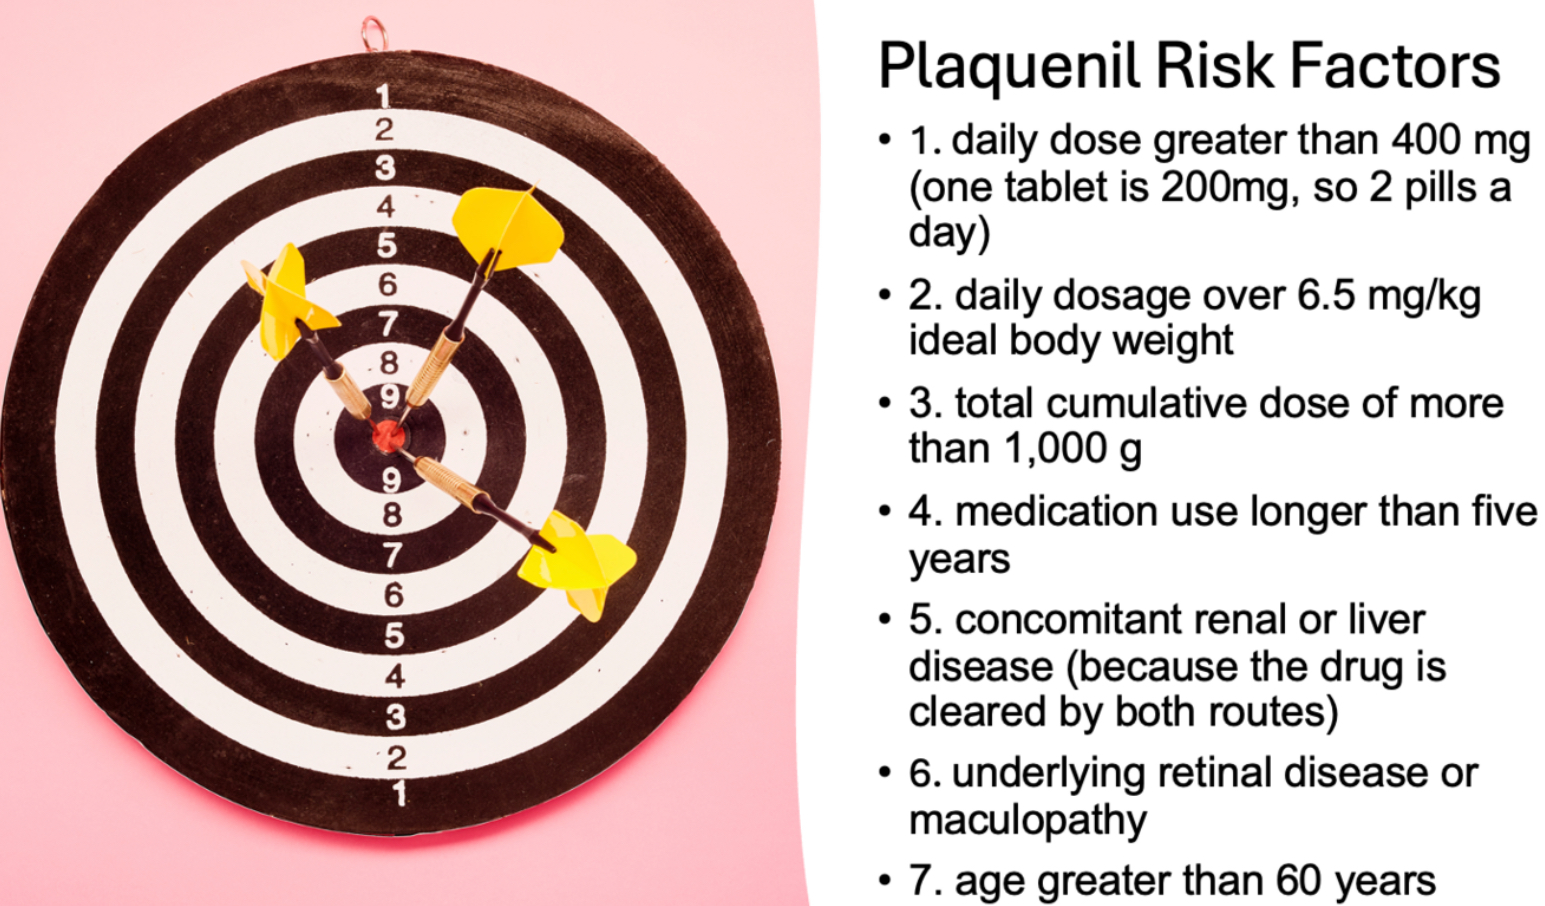 1
2
3
4
5
6
7
8
9
9
8
7
6
5
4
3
2
1
Plaquenil Risk Factors
• 1. daily dose greater than 400 mg
(one tablet is 200mg, so 2 pills a
day)
• 2. daily dosage over 6.5 mg/kg
ideal body weight
• 3. total cumulative dose of more
than 1,000 g
• 4. medication use longer than five
years
• 5. concomitant renal or liver
disease (because the drug is
cleared by both routes)
• 6. underlying retinal disease or
maculopathy
• 7. age greater than 60 years